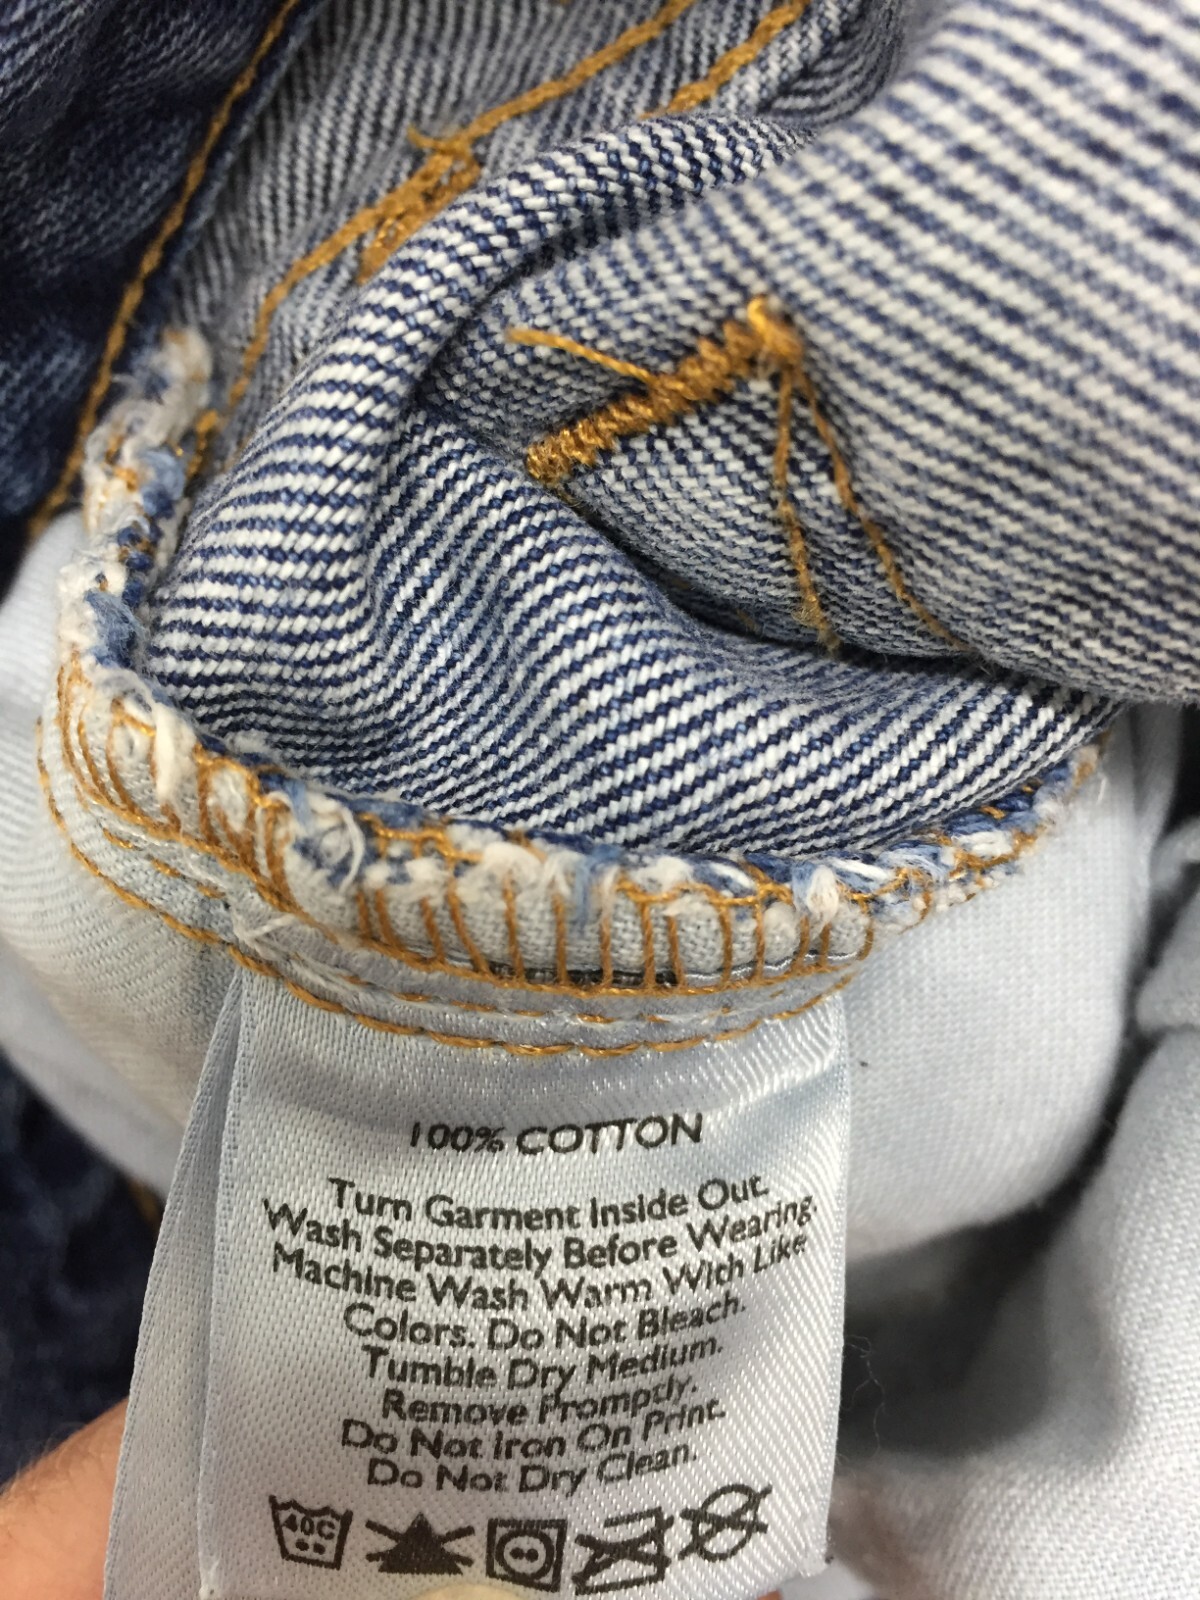 100% COTTON
Turn Garment Inside Out.
Wash Separately Before Wearing.
Machine Wash Warm With Like
Colors. Do Not Bleach.
Tumble Dry Medium.
Remove Promptly.
Do Not Iron On Print.
Do Not Dry Clean.
40C